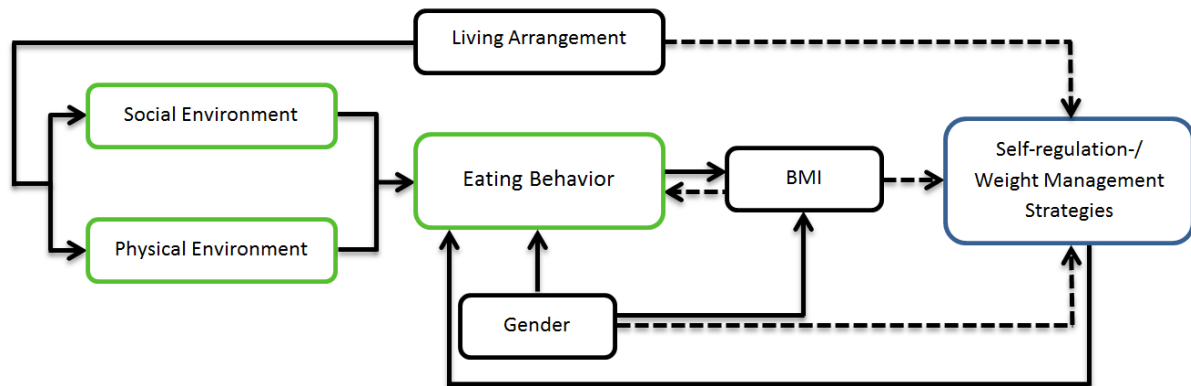 Living Arrangement
Social Environment
Eating Behavior
BMI
Self-regulation-/
Weight Management
Strategies
Physical Environment
Gender